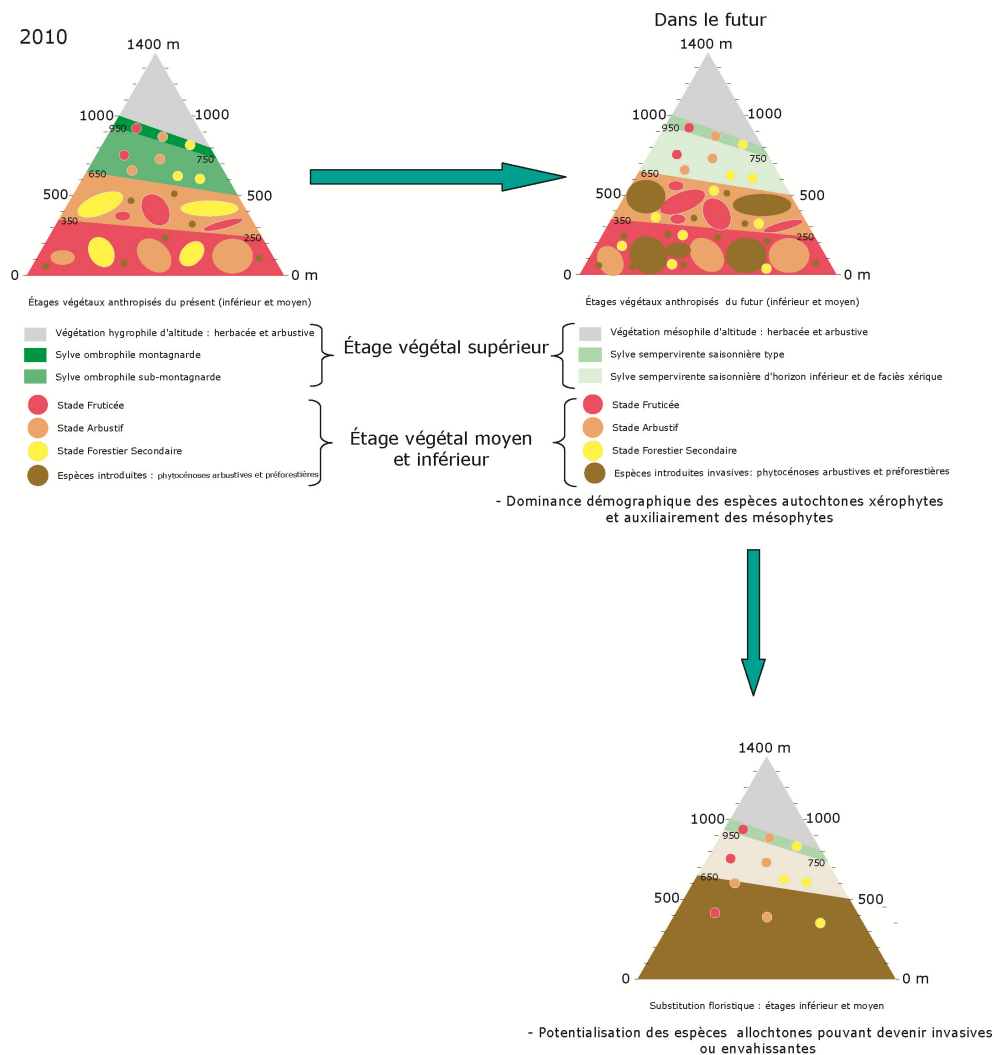 2010
Dans le futur
1400 m
1000
1000
950
750
650
500
500
350
250
0
0 m
Étages végétaux anthropisés du présent (inférieur et moyen)
1400 m
1000
1000
950
750
650
500
500
350
250
0
0 m
Étages végétaux anthropisés du futur (inférieur et moyen)
Végétation hygrophile d'altitude : herbacée et arbustive
Sylve ombrophile montagnarde
Sylve ombrophile sub-montagnarde
Étage végétal supérieur
Végétation mésophile d'altitude : herbacée et arbustive
Sylve sempervirente saisonnière type
Sylve sempervirente saisonnière d'horizon inférieur et de faciès xérique
Stade Fruticée
Stade Arbustif
Stade Forestier Secondaire
Espèces introduites : phytocénoses arbustives et préforestières
Étage végétal moyen
et inférieur
Stade Fruticée
Stade Arbustif
Stade Forestier Secondaire
Espèces introduites invasives: phytocénoses arbustives et préforestières
- Dominance démographique des espèces autochtones xérophytes
et auxiliairement des mésophytes
1400 m
1000
1000
950
750
650
500
500
0
0 m
Substitution floristique : étages inférieur et moyen
- Potentialisation des espèces allochtones pouvant devenir invasives
ou envahissantes